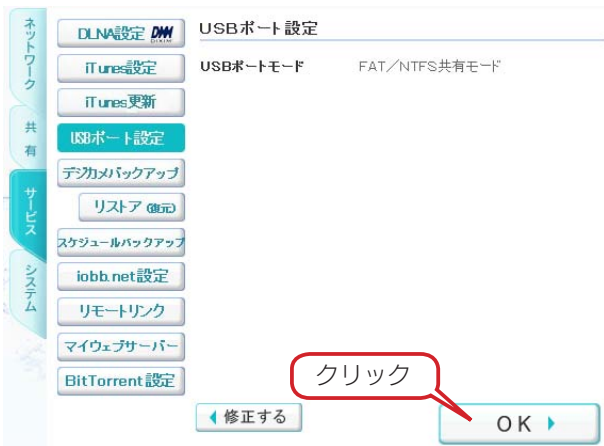 ネットワーク
共有
サービス
システム
DLNA設定 DiXiM
iTunes設定
iTunes更新
USBポート設定
デジカメバックアップ
リストア(復元)
スケジュールバックアップ
iobb.net設定
リモートリンク
マイウェブサーバー
BitTorrent設定
USBポート設定
USBポートモード FAT/NTFS共有モード
クリック
修正する
OK